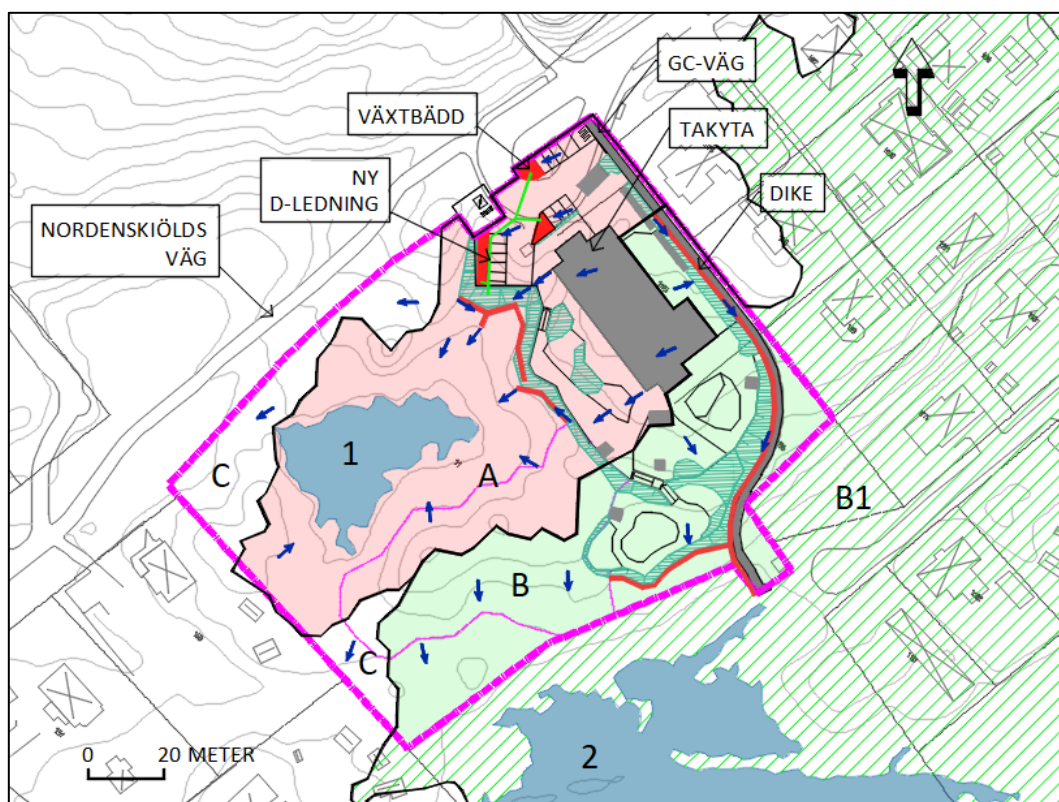 GC-VÄG
VÄXTBÄDD
TAKYTA
NY
D-LEDNING
DIKE
NORDENSKIÖLDS
VÄG
1
A
C
B1
B
C
2
0 20 METER